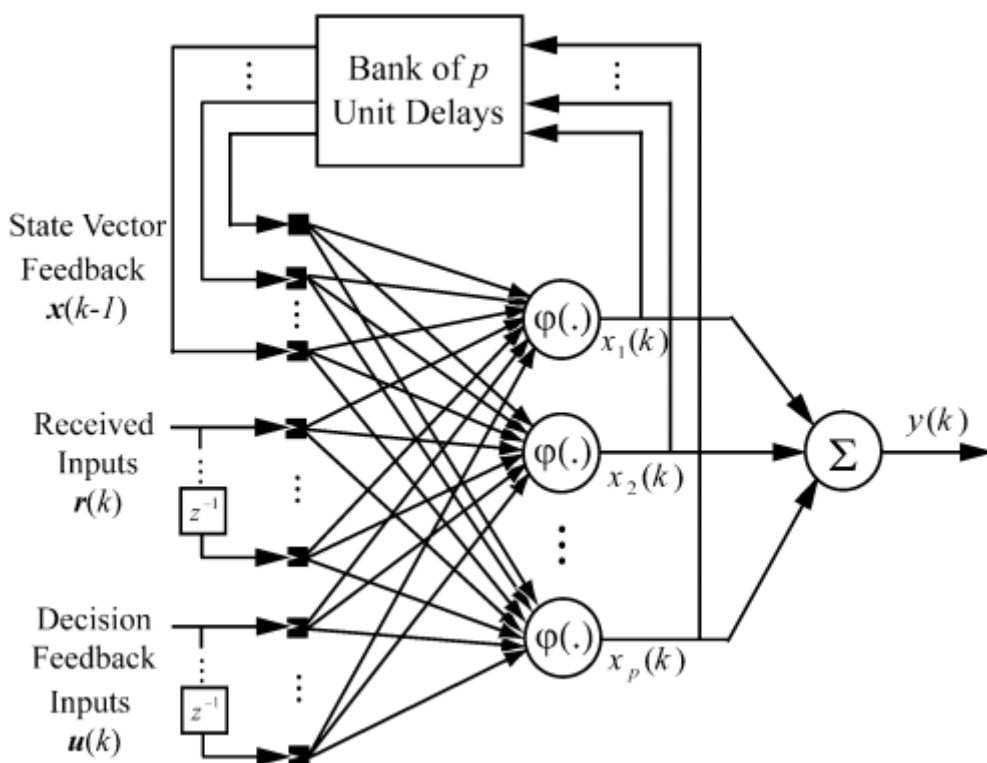 Bank of p
Unit Delays
State Vector
Feedback
x(k-1)
φ(.)
x₁(k)
Received
Inputs
r(k)
z⁻¹
φ(.)
x₂(k)
Σ
y(k)
Decision
Feedback
Inputs
u(k)
z⁻¹
φ(.)
xₚ(k)